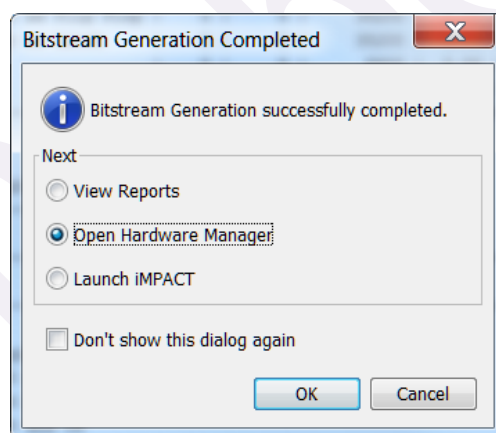 Bitstream Generation Completed
Bitstream Generation successfully completed.
Next
View Reports
Open Hardware Manager
Launch iMPACT
Don't show this dialog again
OK Cancel